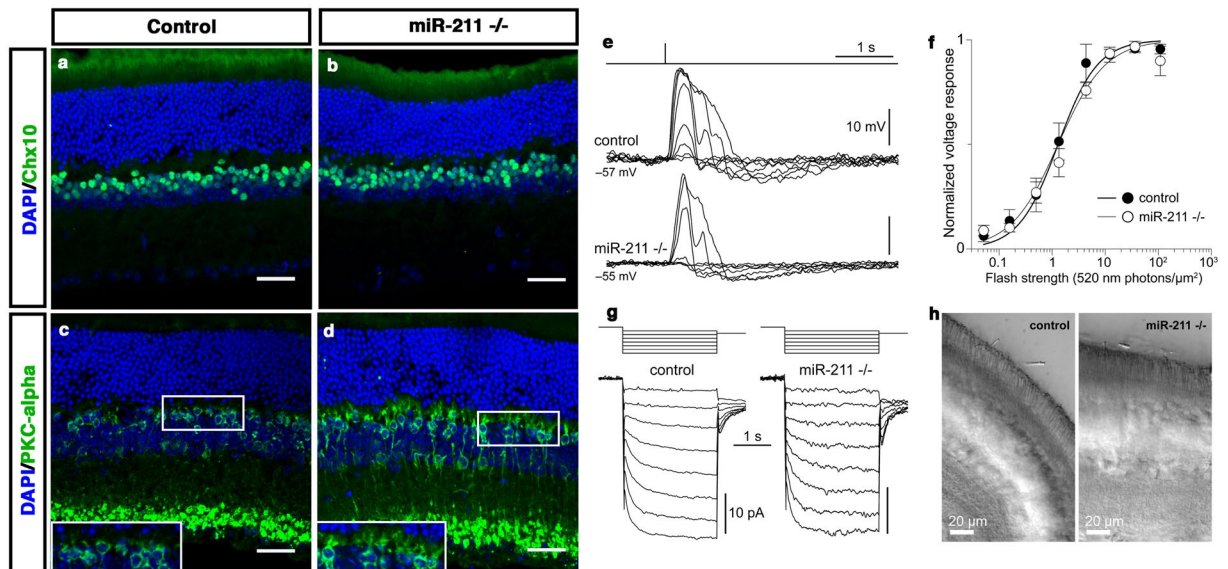 Control
miR-211 -/-
DAPI/Chx10
a
b
DAPI/PKC-alpha
c
d
e
1 s
control
–57 mV
10 mV
miR-211 -/-
–55 mV
f
1
Normalized voltage response
0
control
miR-211 -/-
0.1
1
10
10²
10³
Flash strength (520 nm photons/µm²)
g
control
miR-211 -/-
1 s
10 pA
h
control
miR-211 -/-
20 µm
20 µm